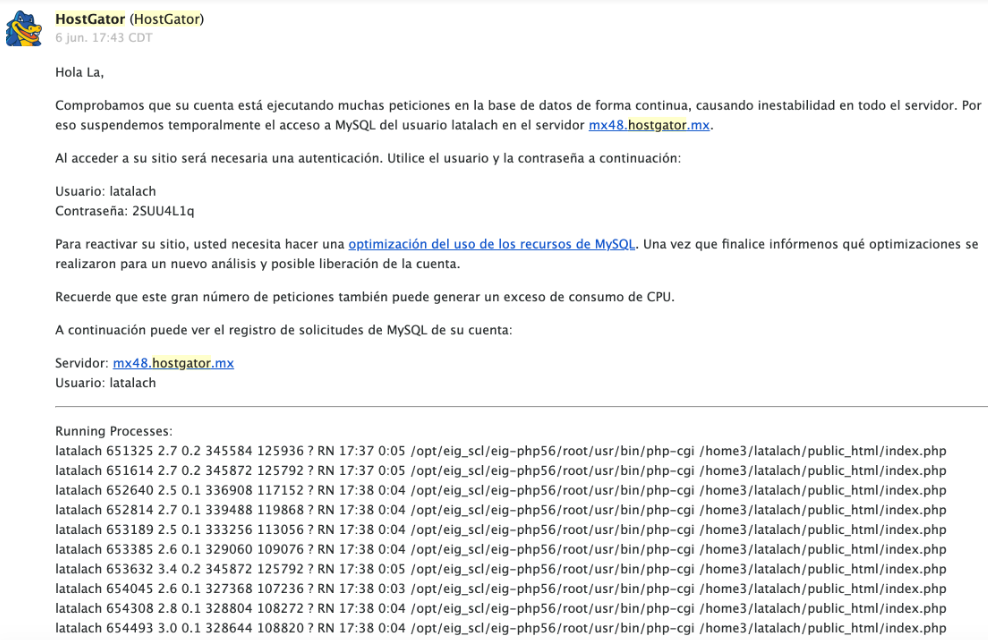 HostGator (HostGator)
6 jun. 17:43 CDT
Hola La,
Comprobamos que su cuenta está ejecutando muchas peticiones en la base de datos de forma continua, causando inestabilidad en todo el servidor. Por
eso suspendemos temporalmente el acceso a MySQL del usuario latalach en el servidor mx48.hostgator.mx.
Al acceder a su sitio será necesaria una autenticación. Utilice el usuario y la contraseña a continuación:
Usuario: latalach
Contraseña: 2SUU4L1q
Para reactivar su sitio, usted necesita hacer una optimización del uso de los recursos de MySQL. Una vez que finalice infórmenos qué optimizaciones se
realizaron para un nuevo análisis y posible liberación de la cuenta.
Recuerde que este gran número de peticiones también puede generar un exceso de consumo de CPU.
A continuación puede ver el registro de solicitudes de MySQL de su cuenta:
Servidor: mx48.hostgator.mx
Usuario: latalach
Running Processes:
latalach 651325 2.7 0.2 345584 125936 ? RN 17:37 0:05 /opt/eig_scl/eig-php56/root/usr/bin/php-cgi /home3/latalach/public_html/index.php
latalach 651614 2.7 0.2 345872 125792 ? RN 17:37 0:05 /opt/eig_scl/eig-php56/root/usr/bin/php-cgi /home3/latalach/public_html/index.php
latalach 652640 2.5 0.1 336908 117152 ? RN 17:38 0:04 /opt/eig_scl/eig-php56/root/usr/bin/php-cgi /home3/latalach/public_html/index.php
latalach 652814 2.7 0.1 339488 119868 ? RN 17:38 0:04 /opt/eig_scl/eig-php56/root/usr/bin/php-cgi /home3/latalach/public_html/index.php
latalach 653189 2.5 0.1 333256 113056 ? RN 17:38 0:04 /opt/eig_scl/eig-php56/root/usr/bin/php-cgi /home3/latalach/public_html/index.php
latalach 653385 2.6 0.1 329060 109076 ? RN 17:38 0:04 /opt/eig_scl/eig-php56/root/usr/bin/php-cgi /home3/latalach/public_html/index.php
latalach 653632 3.4 0.2 345872 125792 ? RN 17:38 0:05 /opt/eig_scl/eig-php56/root/usr/bin/php-cgi /home3/latalach/public_html/index.php
latalach 654045 2.6 0.1 327368 107236 ? RN 17:38 0:03 /opt/eig_scl/eig-php56/root/usr/bin/php-cgi /home3/latalach/public_html/index.php
latalach 654308 2.8 0.1 328804 108272 ? RN 17:38 0:04 /opt/eig_scl/eig-php56/root/usr/bin/php-cgi /home3/latalach/public_html/index.php
latalach 654493 3.0 0.1 328644 108820 ? RN 17:38 0:04 /opt/eig_scl/eig-php56/root/usr/bin/php-cgi /home3/latalach/public_html/index.php